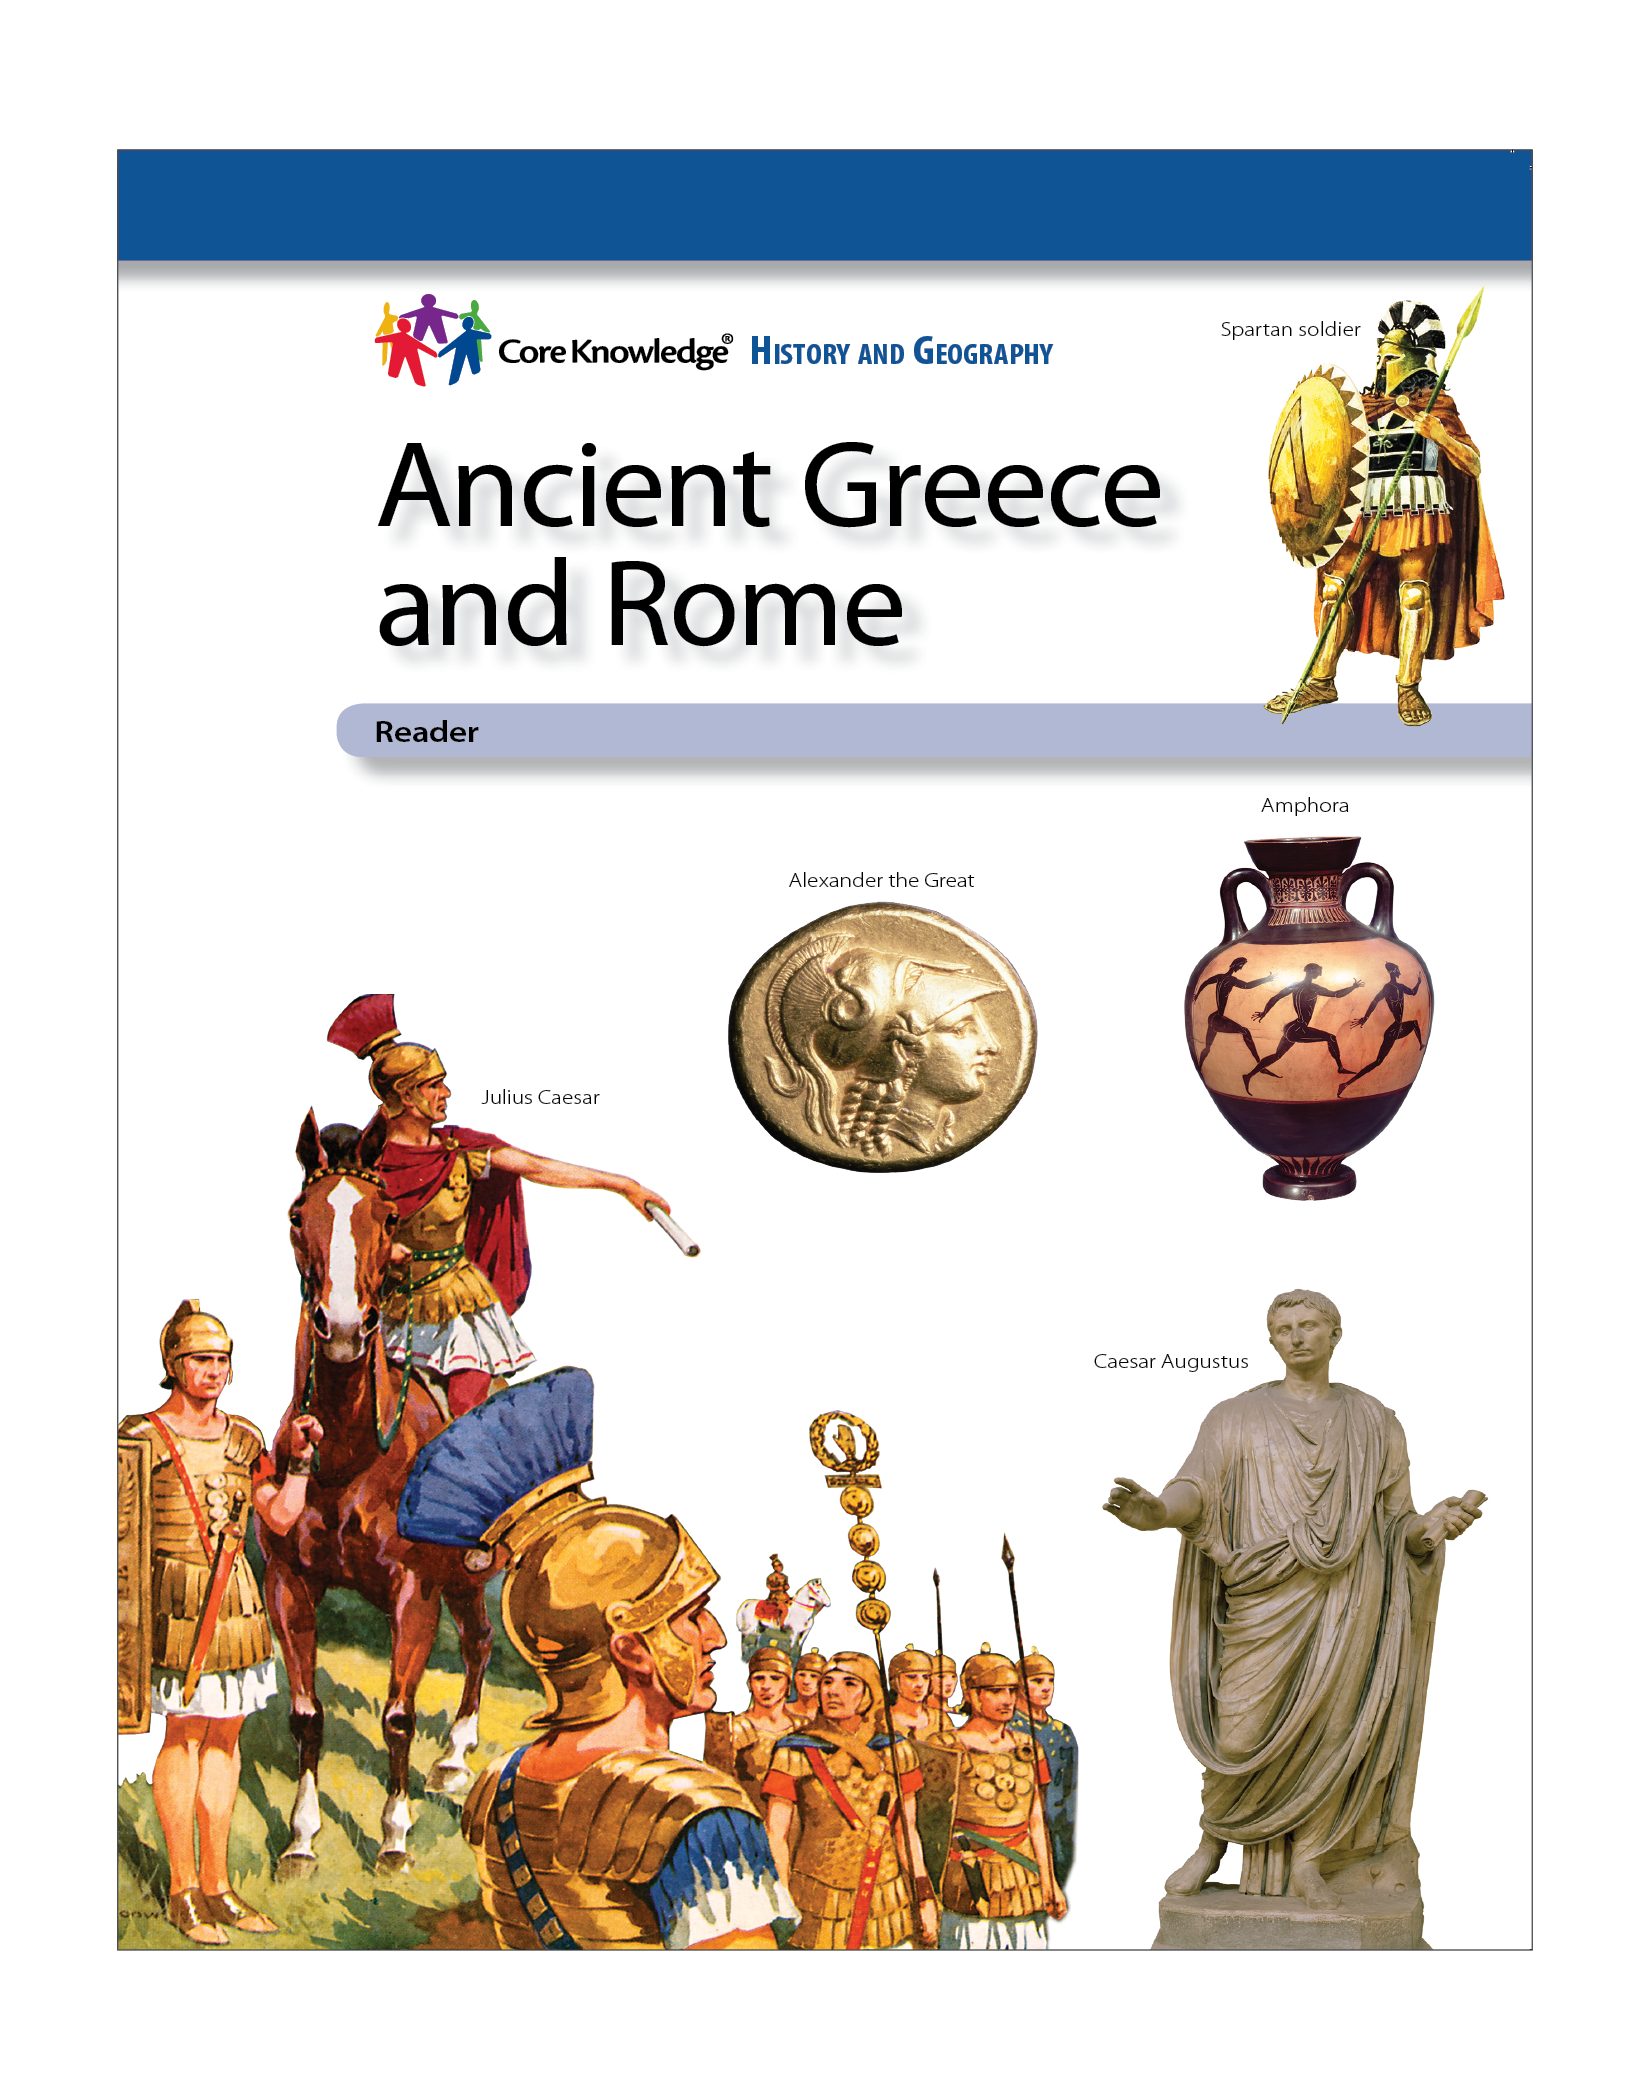 Core Knowledge® HISTORY AND GEOGRAPHY
Spartan soldier
Ancient Greece
and Rome
Reader
Amphora
Alexander the Great
Julius Caesar
Caesar Augustus